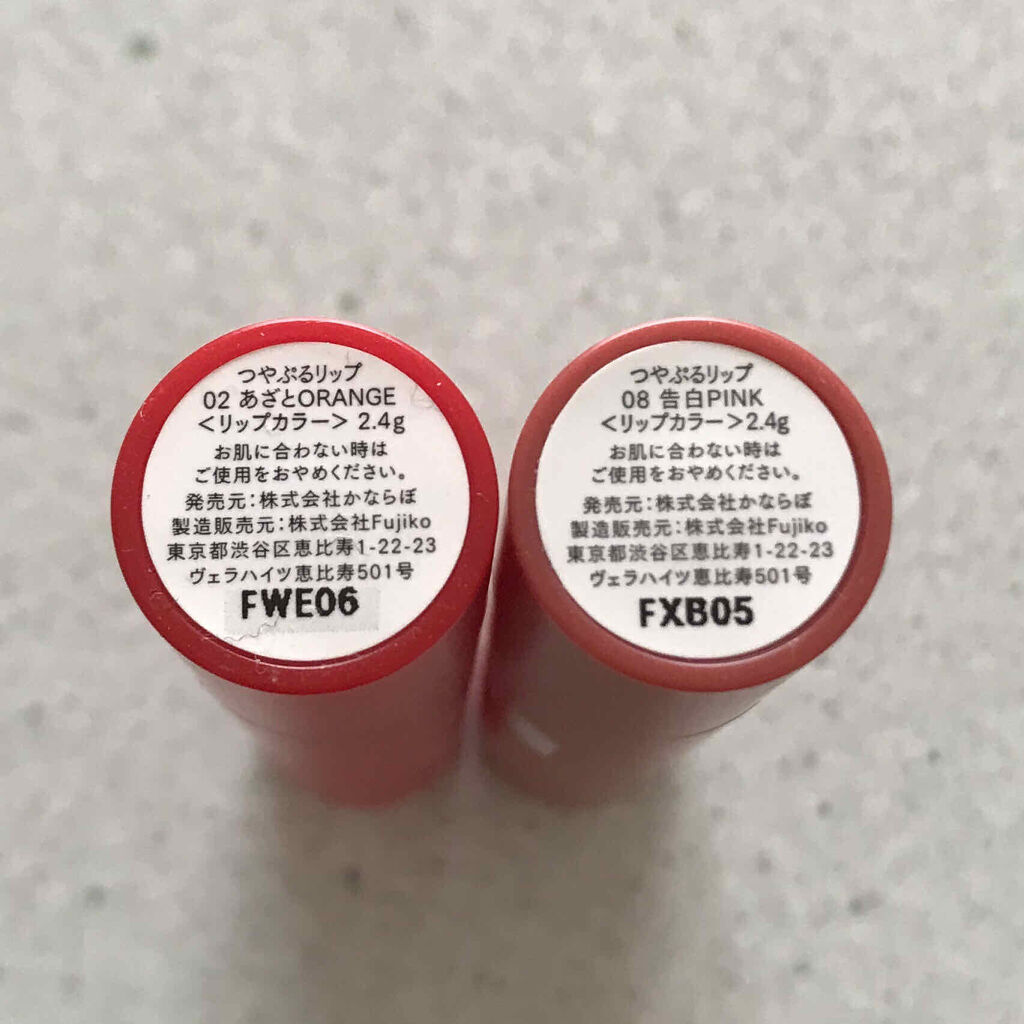 つやぷるリップ
02 あざとORANGE
<リップカラー> 2.4g
お肌に合わない時は
ご使用をおやめください。
発売元:株式会社かならぼ
製造販売元:株式会社Fujiko
東京都渋谷区恵比寿1-22-23
ヴェラハイツ恵比寿501号
FWE06
つやぷるリップ
08 告白PINK
<リップカラー>2.4g
お肌に合わない時は
ご使用をおやめください。
発売元:株式会社かならぼ
製造販売元:株式会社Fujiko
東京都渋谷区恵比寿1-22-23
ヴェラハイツ恵比寿501号
FXB05